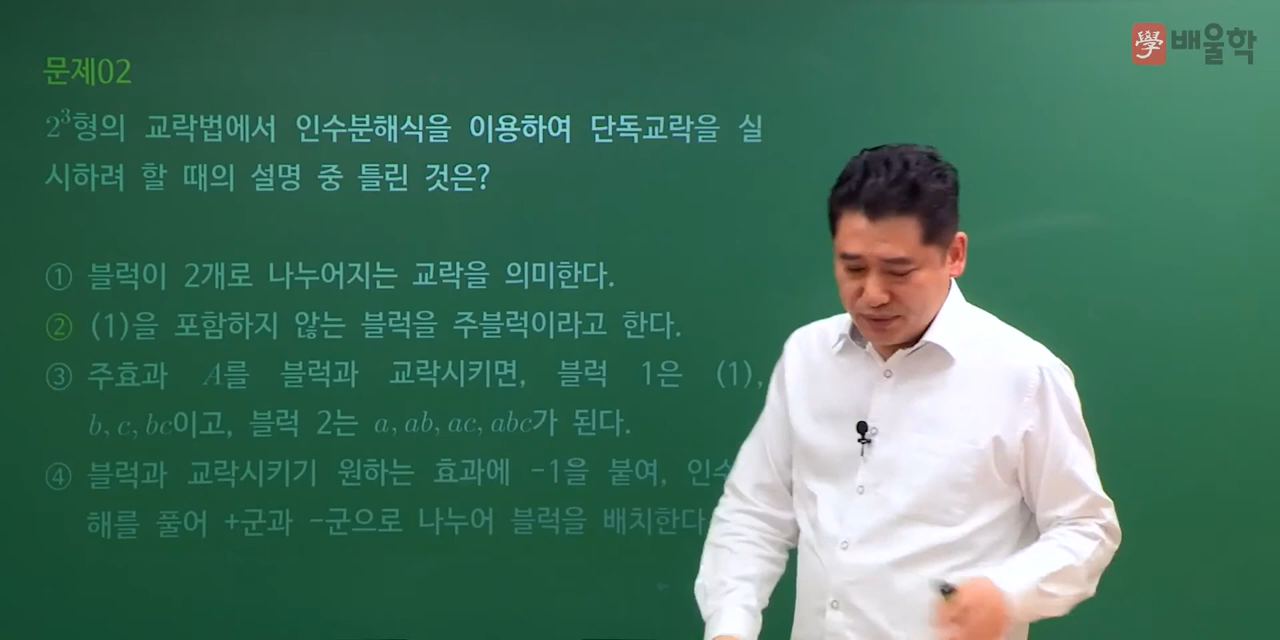 學 배울학
문제02
2³형의 교락법에서 인수분해식을 이용하여 단독교락을 실
시하려 할 때의 설명 중 틀린 것은?
① 블럭이 2개로 나누어지는 교락을 의미한다.
② (1)을 포함하지 않는 블럭을 주블럭이라고 한다.
③ 주효과 A를 블럭과 교락시키면, 블럭 1은 (1),
b, c, bc이고, 블럭 2는 a, ab, ac, abc가 된다.
④ 블럭과 교락시키기 원하는 효과에 -1을 붙여, 인수
해를 풀어 +군과 -군으로 나누어 블럭을 배치한다